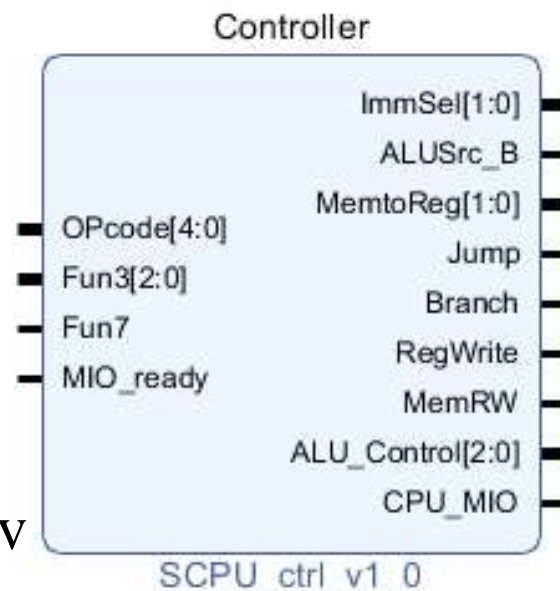 Controller
ImmSel[1:0]
ALUSrc_B
MemtoReg[1:0]
OPcode[4:0]
Jump
Fun3[2:0]
Branch
Fun7
RegWrite
MIO_ready
MemRW
ALU_Control[2:0]
CPU_MIO
v
SCPU_ctrl_v1_0